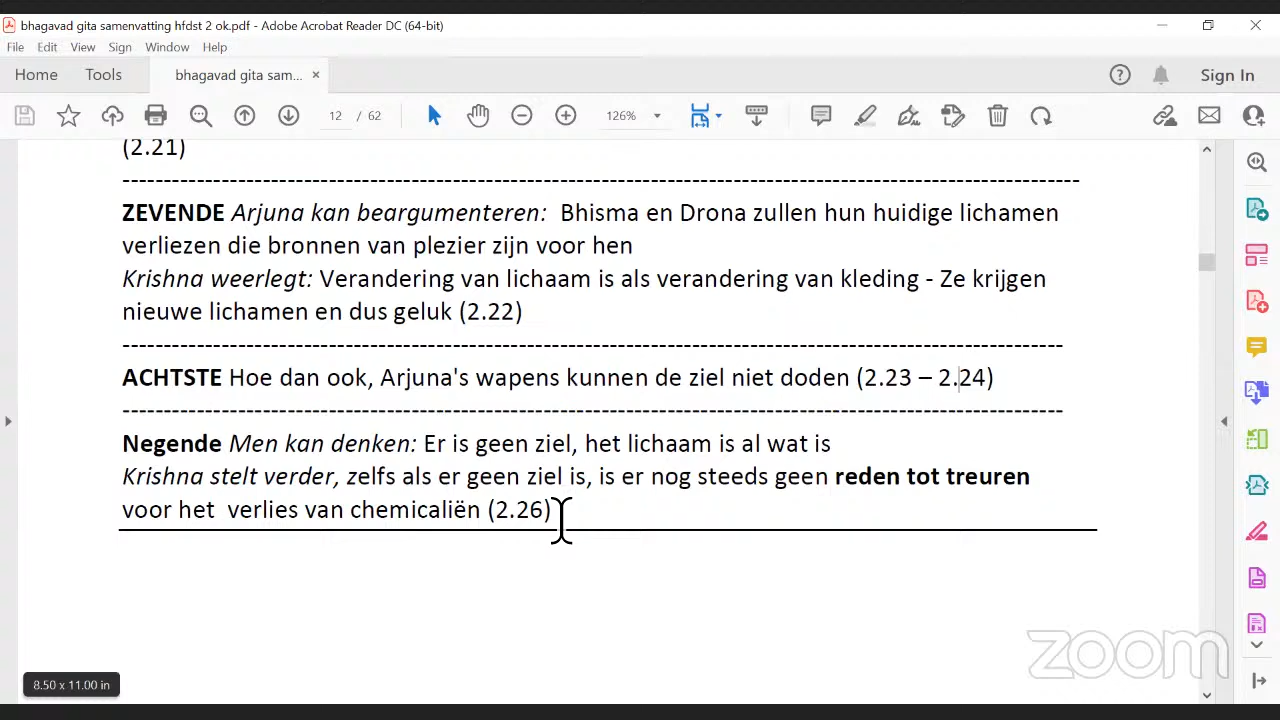 bhagavad gita samenvatting hfdst 2 ok.pdf - Adobe Acrobat Reader DC (64-bit)
File Edit View Sign Window Help
Home Tools bhagavad gita sam... × Sign In
12 / 62 126%
(2.21)
--------------------------------------------------------------------------------------------------
ZEVENDE Arjuna kan beargumenteren: Bhisma en Drona zullen hun huidige lichamen
verliezen die bronnen van plezier zijn voor hen
Krishna weerlegt: Verandering van lichaam is als verandering van kleding - Ze krijgen
nieuwe lichamen en dus geluk (2.22)
------------------------------------------------------------------------------------------------
ACHTSTE Hoe dan ook, Arjuna's wapens kunnen de ziel niet doden (2.23 – 2.24)
------------------------------------------------------------------------------------------------
Negende Men kan denken: Er is geen ziel, het lichaam is al wat is
Krishna stelt verder, zelfs als er geen ziel is, is er nog steeds geen reden tot treuren
voor het verlies van chemicaliën (2.26)
zoom
8.50 x 11.00 in